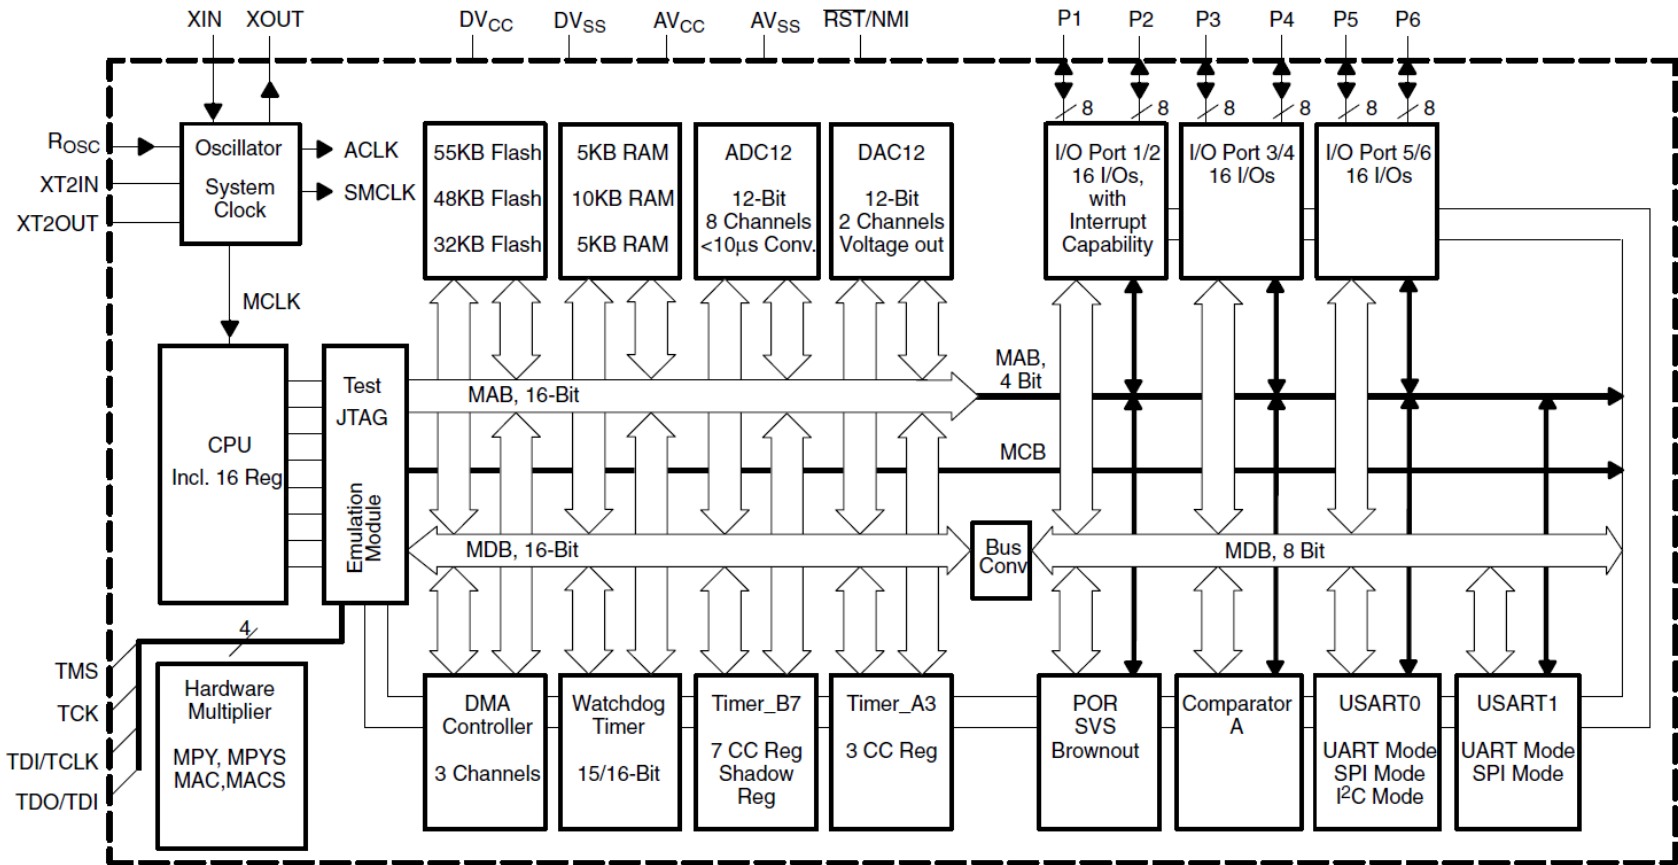 XIN XOUT DVCC DVSS AVCC AVSS RST/NMI P1 P2 P3 P4 P5 P6
8 8 8 8 8 8
ROSC
XT2IN
XT2OUT
Oscillator
System
Clock
ACLK
SMCLK
MCLK
55KB Flash
48KB Flash
32KB Flash
5KB RAM
10KB RAM
5KB RAM
ADC12
12-Bit
8 Channels
<10μs Conv.
DAC12
12-Bit
2 Channels
Voltage out
I/O Port 1/2
16 I/Os,
with
Interrupt
Capability
I/O Port 3/4
16 I/Os
I/O Port 5/6
16 I/Os
CPU
Incl. 16 Reg
Test
JTAG
Emulation
Module
MAB, 16-Bit
MAB,
4 Bit
MCB
MDB, 16-Bit
Bus
Conv
MDB, 8 Bit
4
TMS
TCK
TDI/TCLK
TDO/TDI
Hardware
Multiplier
MPY, MPYS
MAC,MACS
DMA
Controller
3 Channels
Watchdog
Timer
15/16-Bit
Timer_B7
7 CC Reg
Shadow
Reg
Timer_A3
3 CC Reg
POR
SVS
Brownout
Comparator
A
USART0
UART Mode
SPI Mode
I2C Mode
USART1
UART Mode
SPI Mode